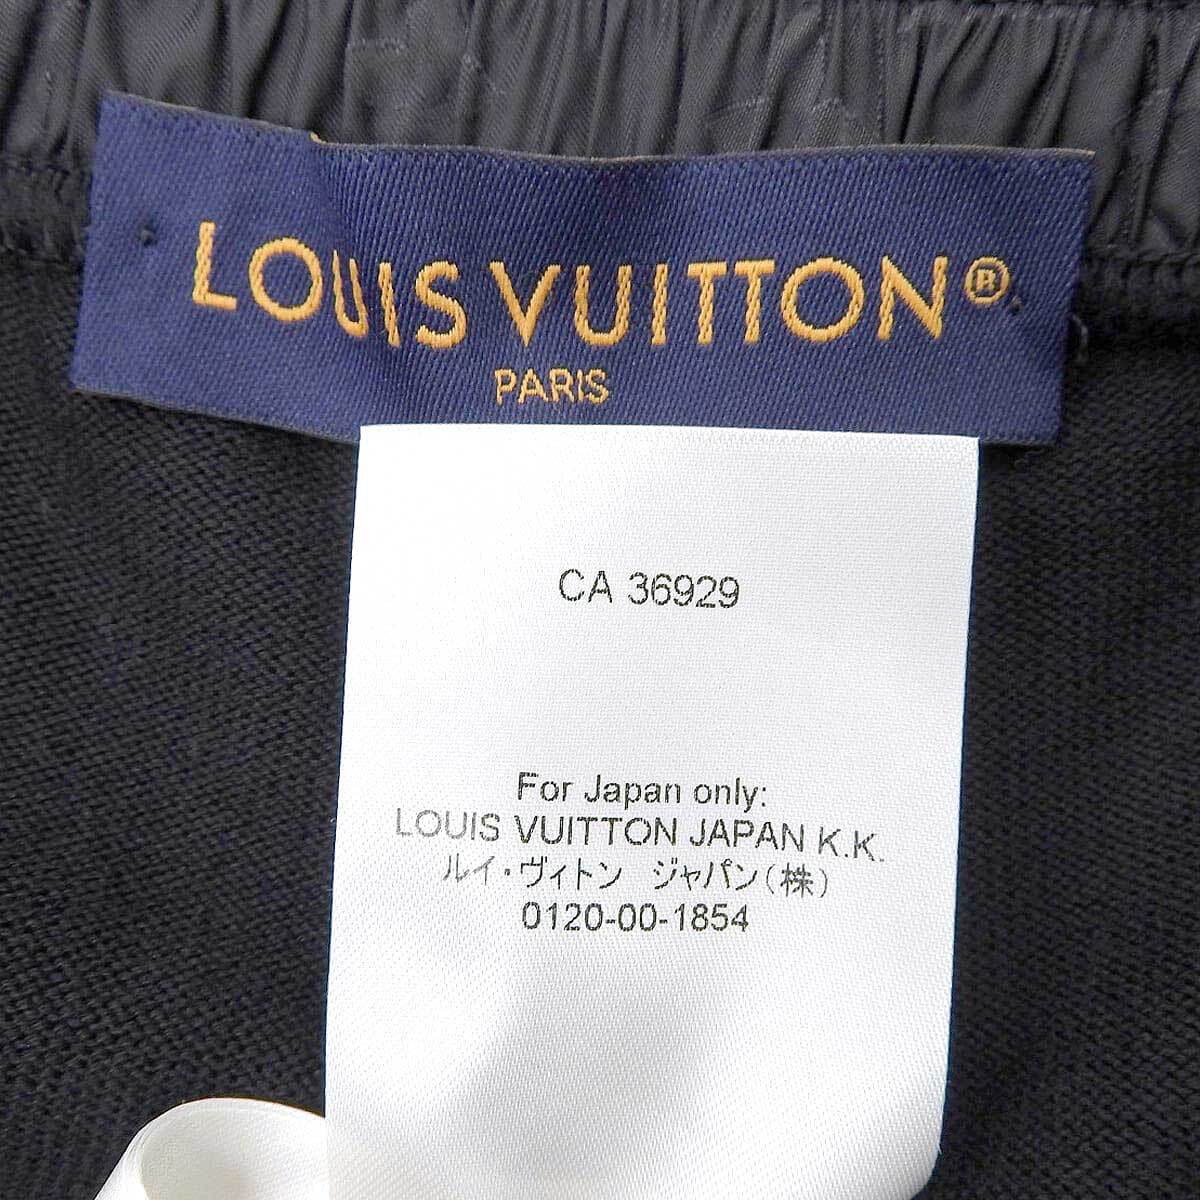 LOUIS VUITTON®
PARIS
CA 36929
For Japan only:
LOUIS VUITTON JAPAN K.K.
ルイ・ヴィトン ジャパン(株)
0120-00-1854